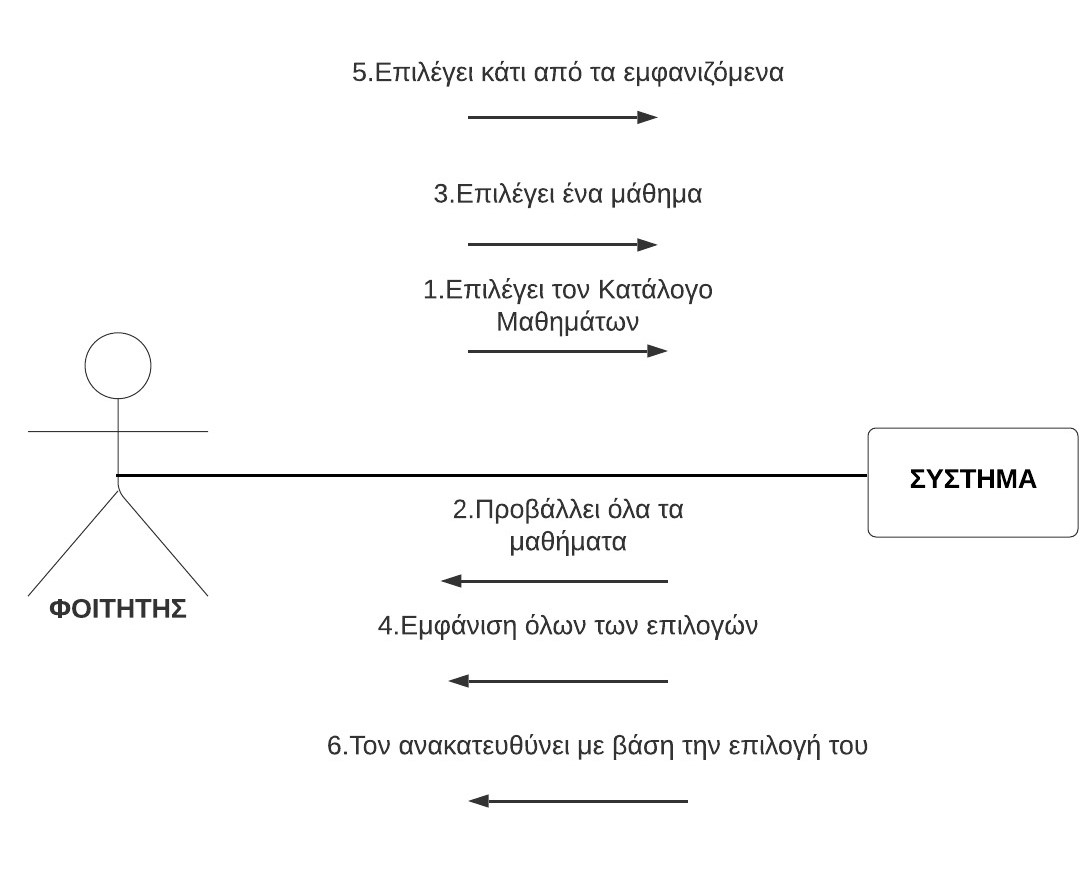 5.Επιλέγει κάτι από τα εμφανιζόμενα
3.Επιλέγει ένα μάθημα
1.Επιλέγει τον Κατάλογο
Μαθημάτων
ΣΥΣΤΗΜΑ
2.Προβάλλει όλα τα
μαθήματα
ΦΟΙΤΗΤΗΣ
4.Εμφάνιση όλων των επιλογών
6.Τον ανακατευθύνει με βάση την επιλογή του